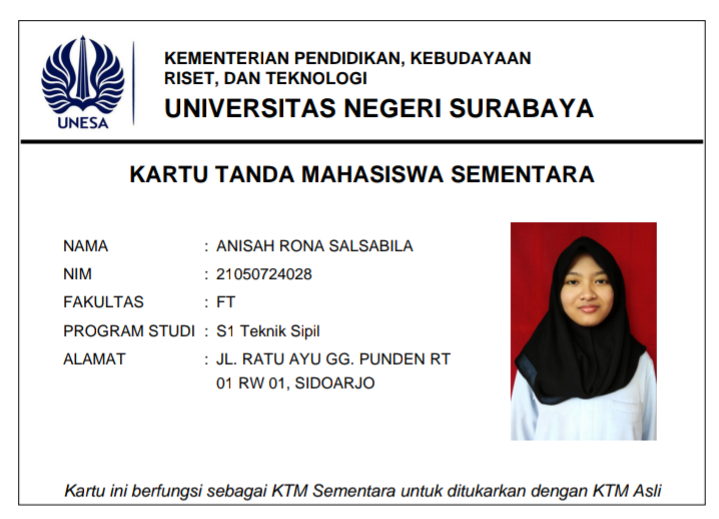 UNESA
KEMENTERIAN PENDIDIKAN, KEBUDAYAAN
RISET, DAN TEKNOLOGI
UNIVERSITAS NEGERI SURABAYA
KARTU TANDA MAHASISWA SEMENTARA
NAMA : ANISAH RONA SALSABILA
NIM : 21050724028
FAKULTAS : FT
PROGRAM STUDI : S1 Teknik Sipil
ALAMAT : JL. RATU AYU GG. PUNDEN RT
01 RW 01, SIDOARJO
Kartu ini berfungsi sebagai KTM Sementara untuk ditukarkan dengan KTM Asli